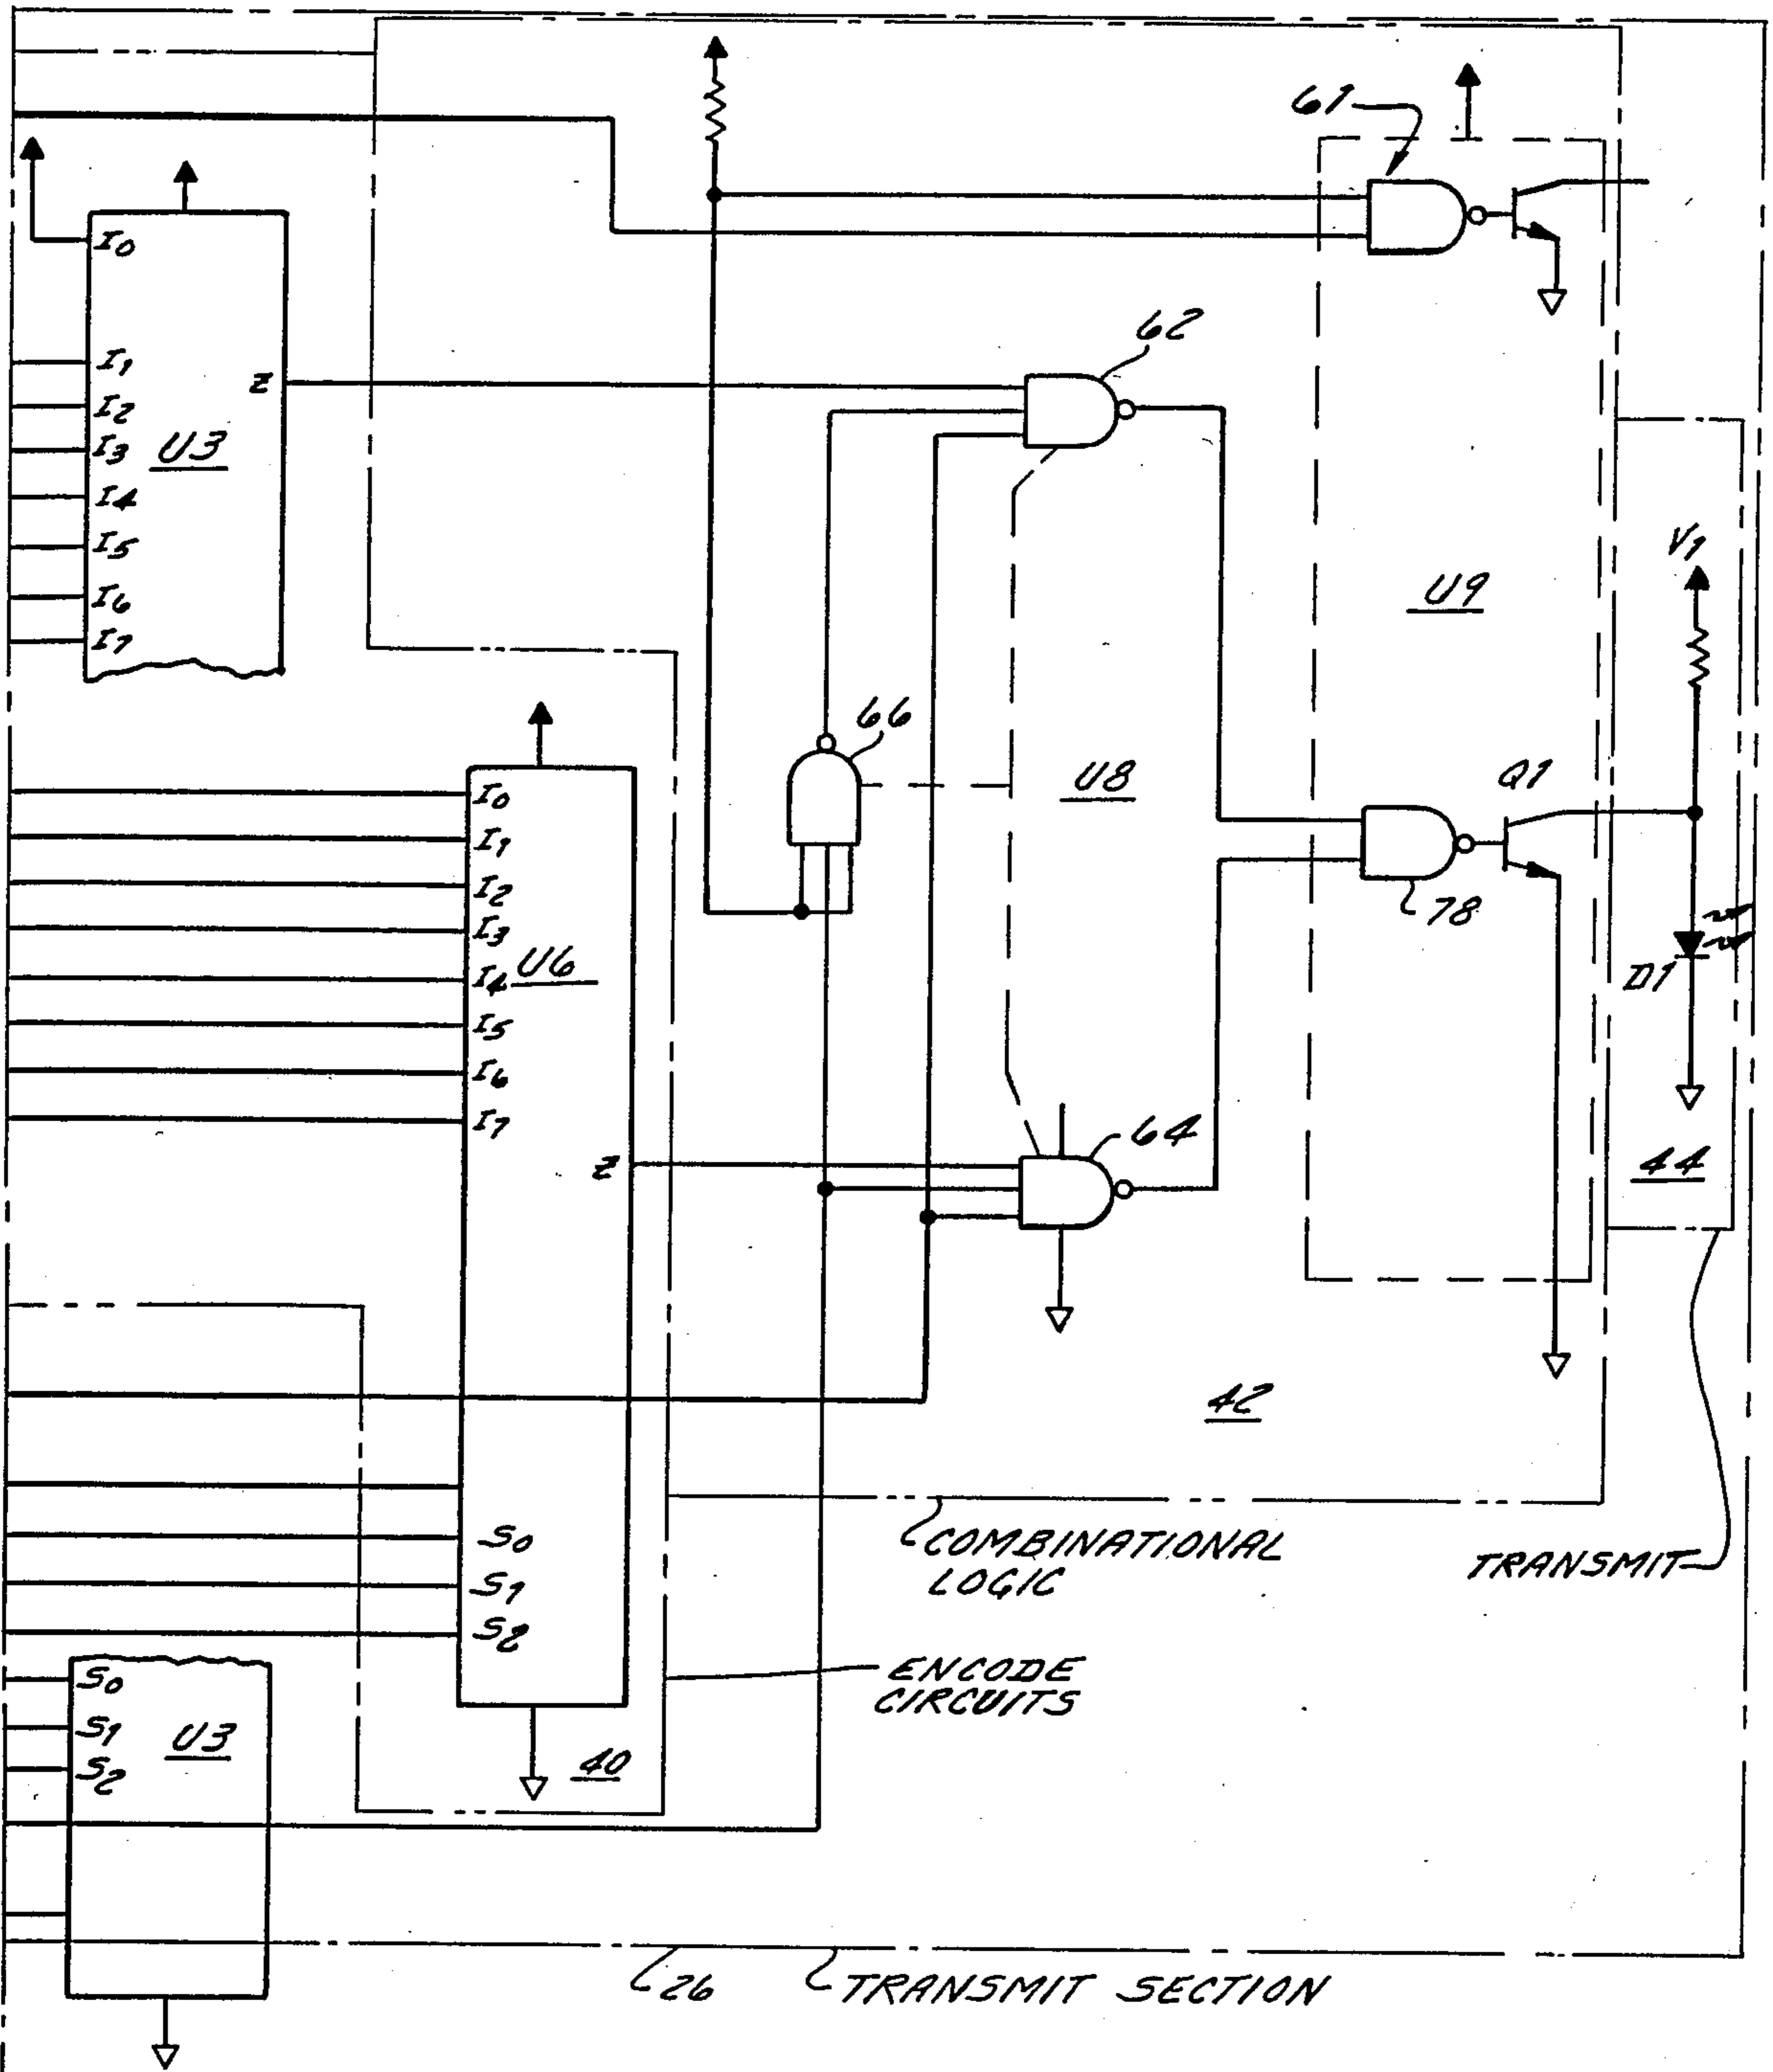 61
I0
62
I1
Z
I2
I3
U3
I4
V1
I5
U9
I6
I7
66
U8
Q1
I0
I1
I2
78
I3
U6
I4
D1
I5
I6
I7
64
Z
44
42
COMBINATIONAL
LOGIC
TRANSMIT
S0
S1
S2
ENCODE
CIRCUITS
S0
S1
U3
S2
40
26
TRANSMIT SECTION